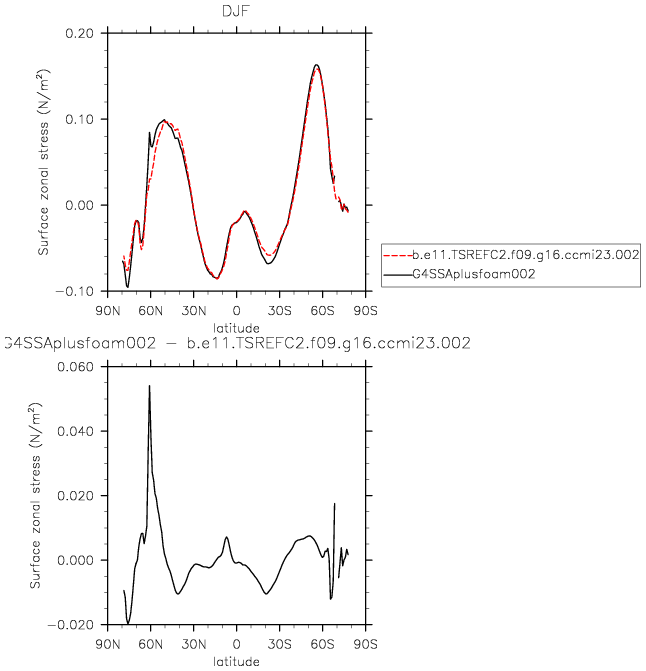 DJF
0.20
0.10
0.00
−0.10
Surface zonal stress (N/m²)
90N 60N 30N 0 30S 60S 90S
latitude
b.e11.TSREFC2.f09.g16.ccmi23.002
G4SSAplusfoam002
G4SSAplusfoam002 − b.e11.TSREFC2.f09.g16.ccmi23.002
0.060
0.040
0.020
0.000
−0.020
Surface zonal stress (N/m²)
90N 60N 30N 0 30S 60S 90S
latitude